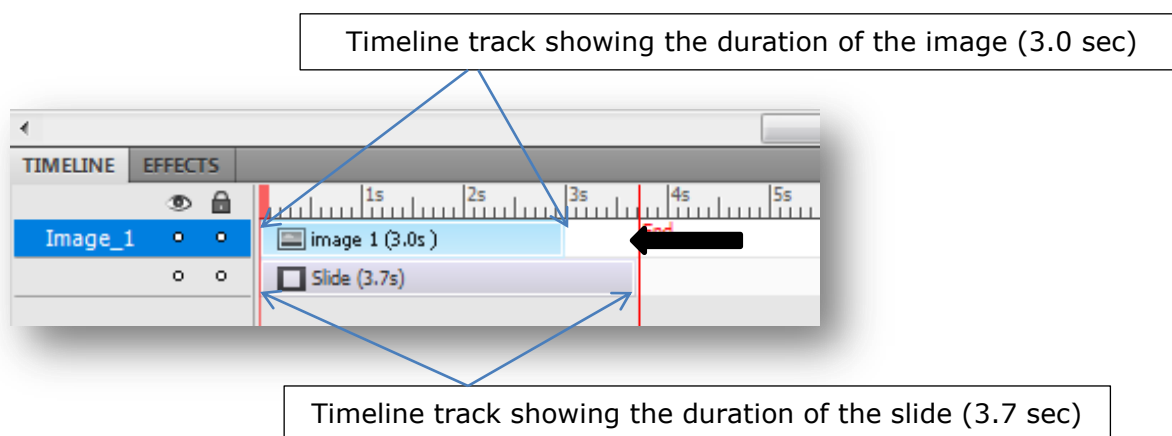 Timeline track showing the duration of the image (3.0 sec)
TIMELINE EFFECTS
1s 2s 3s 4s 5s
End
Image_1 image 1 (3.0s )
Slide (3.7s)
Timeline track showing the duration of the slide (3.7 sec)